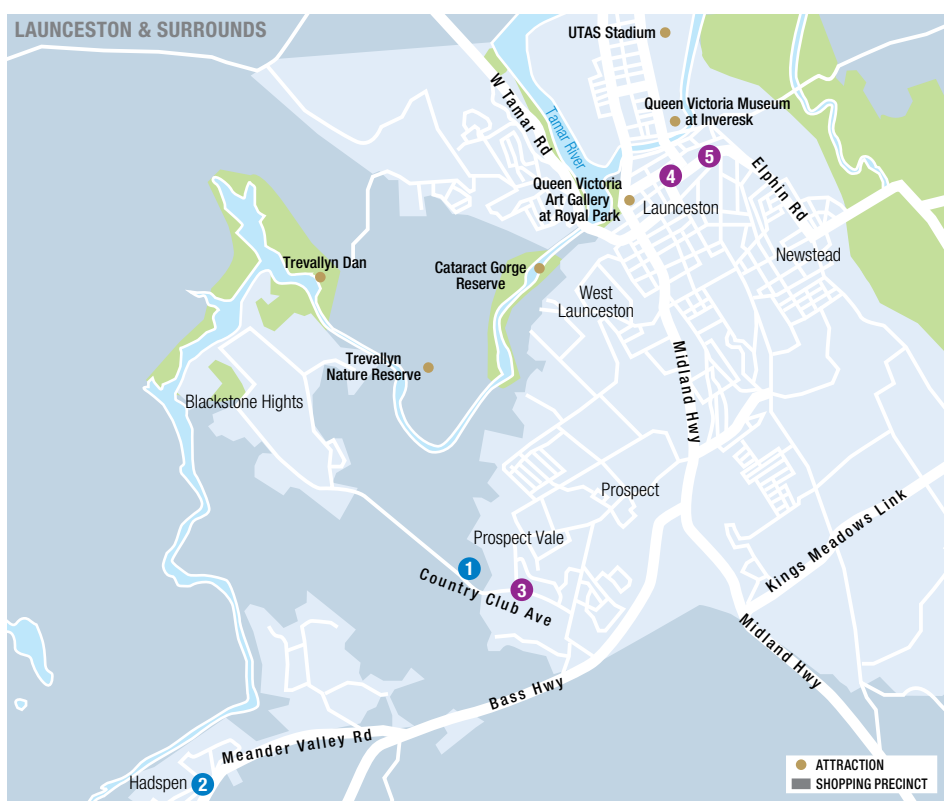 LAUNCESTON & SURROUNDS
UTAS Stadium
W Tamar Rd
Tamar River
Queen Victoria Museum
at Inveresk
5
4
Elphin Rd
Queen Victoria
Art Gallery
at Royal Park
Launceston
Newstead
Trevallyn Dan
Cataract Gorge
Reserve
West
Launceston
Midland Hwy
Trevallyn
Nature Reserve
Blackstone Hights
Prospect
Kings Meadows Link
Prospect Vale
1
3
Country Club Ave
Midland Hwy
Bass Hwy
Meander Valley Rd
Hadspen
2
ATTRACTION
SHOPPING PRECINCT